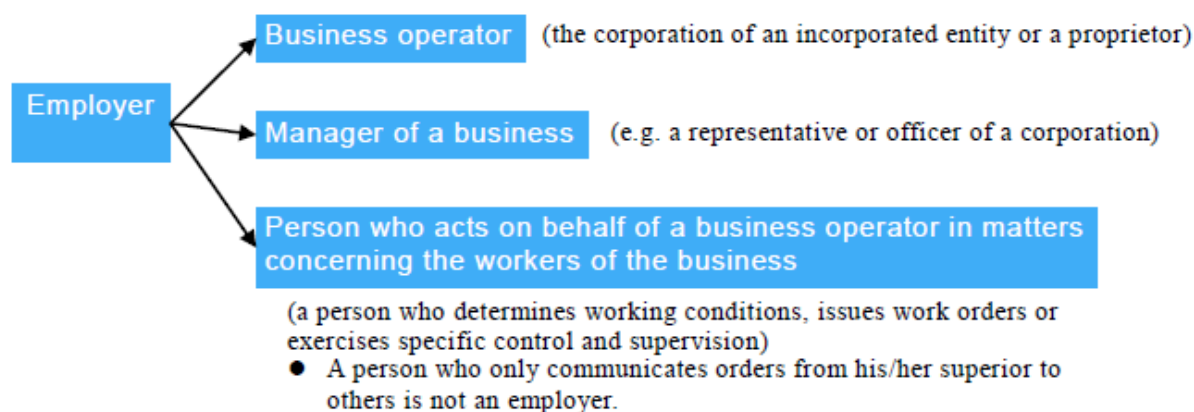 Employer
Business operator (the corporation of an incorporated entity or a proprietor)
Manager of a business (e.g. a representative or officer of a corporation)
Person who acts on behalf of a business operator in matters
concerning the workers of the business
(a person who determines working conditions, issues work orders or
exercises specific control and supervision)
● A person who only communicates orders from his/her superior to
others is not an employer.